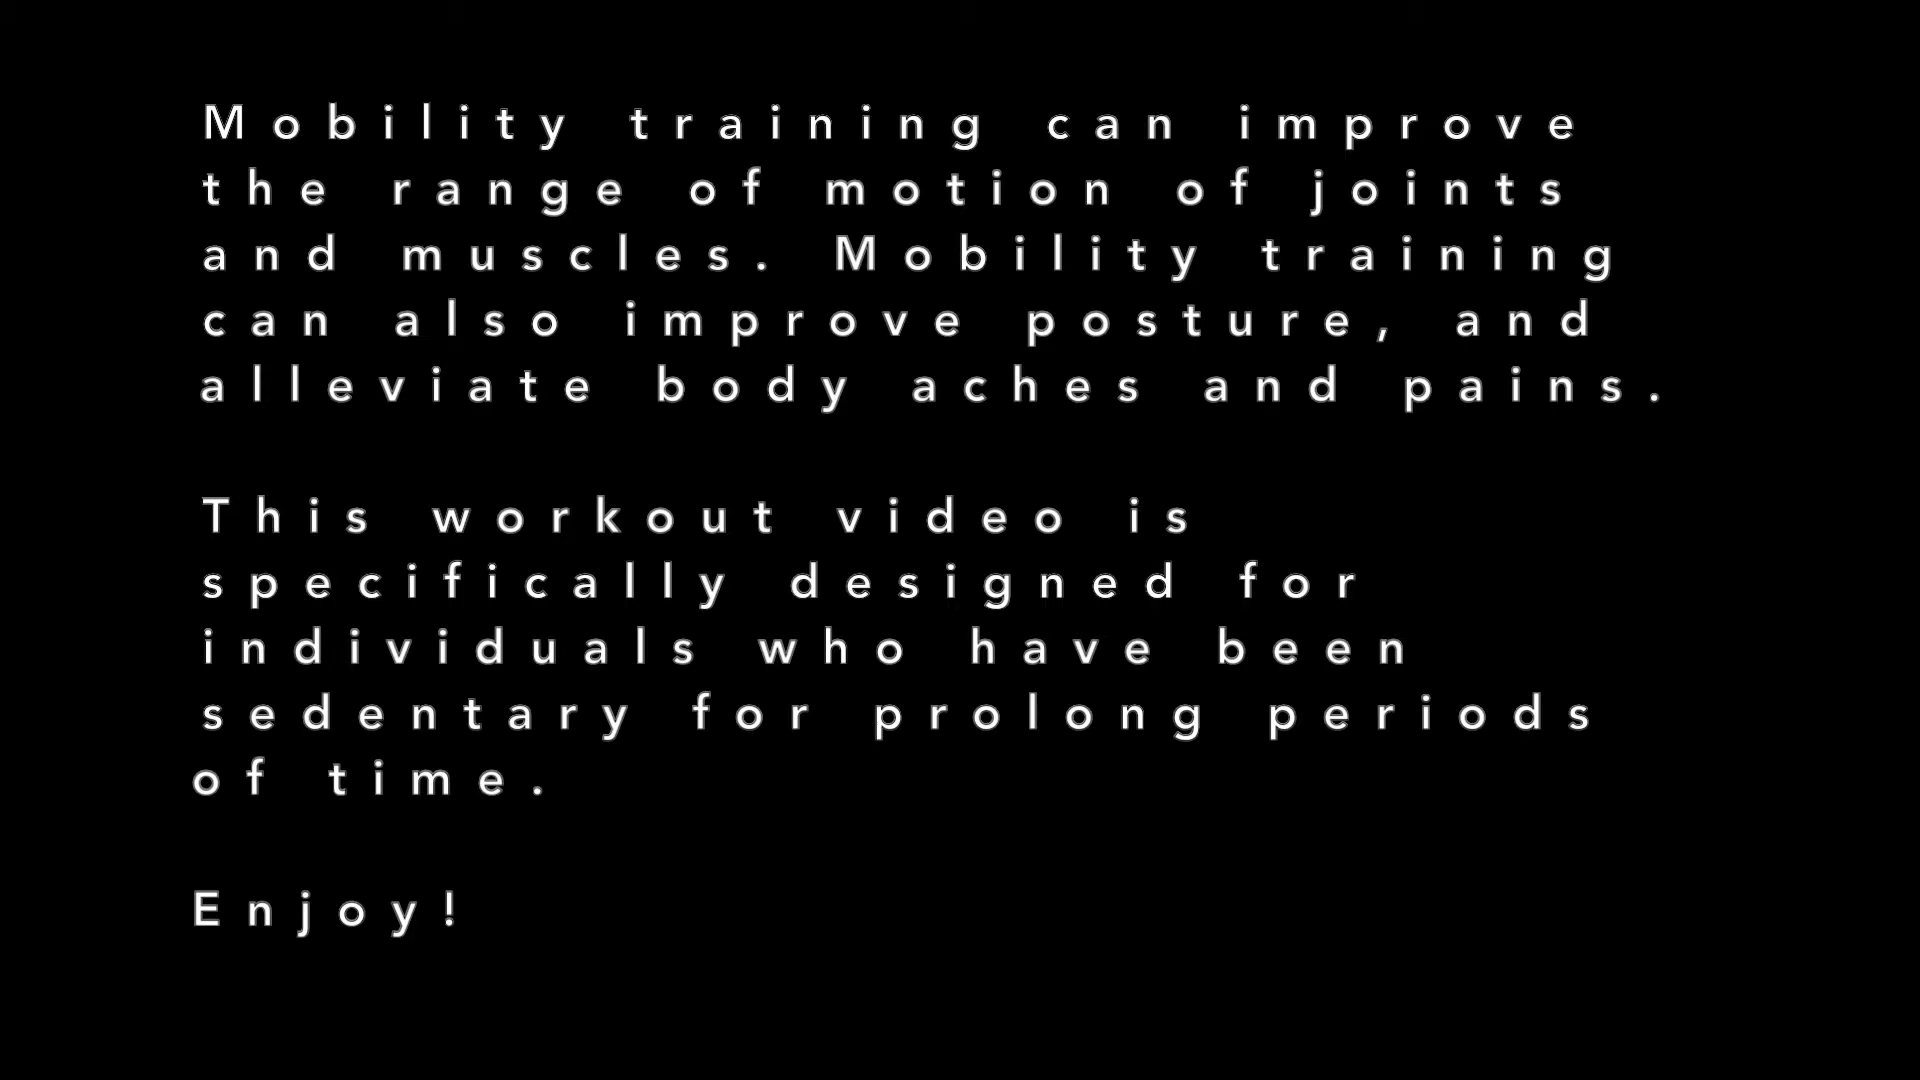 Mobility training can improve
the range of motion of joints
and muscles. Mobility training
can also improve posture, and
alleviate body aches and pains.
This workout video is
specifically designed for
individuals who have been
sedentary for prolong periods
of time.
Enjoy!